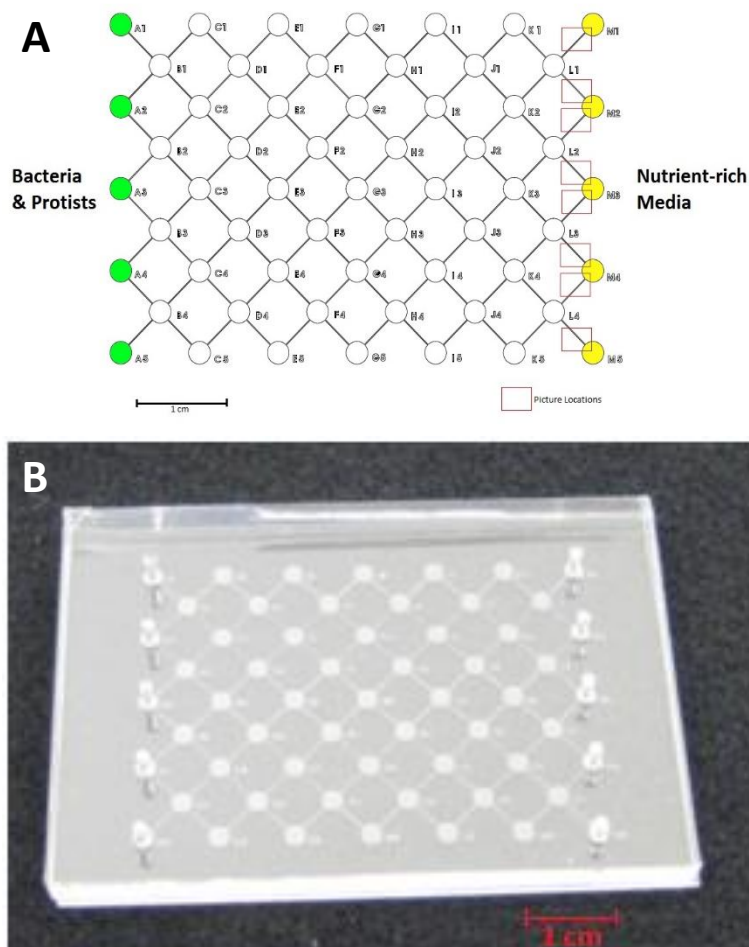 A
A1 C1 E1 G1 I1 K1 M1
B1 D1 F1 H1 J1 L1
A2 C2 E2 G2 I2 K2 M2
B2 D2 F2 H2 J2 L2
Bacteria
& Protists
A3 C3 E3 G3 I3 K3 M3
Nutrient-rich
Media
B3 D3 F3 H3 J3 L3
A4 C4 E4 G4 I4 K4 M4
B4 D4 F4 H4 J4 L4
A5 C5 E5 G5 I5 K5 M5
1 cm
Picture Locations
B
1 cm